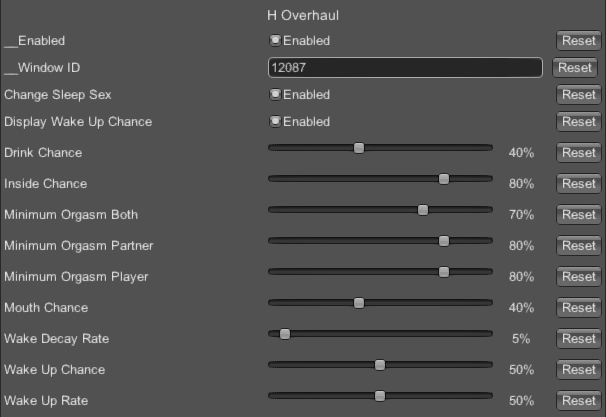 H Overhaul
__Enabled Enabled Reset
__Window ID 12087 Reset
Change Sleep Sex Enabled Reset
Display Wake Up Chance Enabled Reset
Drink Chance 40% Reset
Inside Chance 80% Reset
Minimum Orgasm Both 70% Reset
Minimum Orgasm Partner 80% Reset
Minimum Orgasm Player 80% Reset
Mouth Chance 40% Reset
Wake Decay Rate 5% Reset
Wake Up Chance 50% Reset
Wake Up Rate 50% Reset